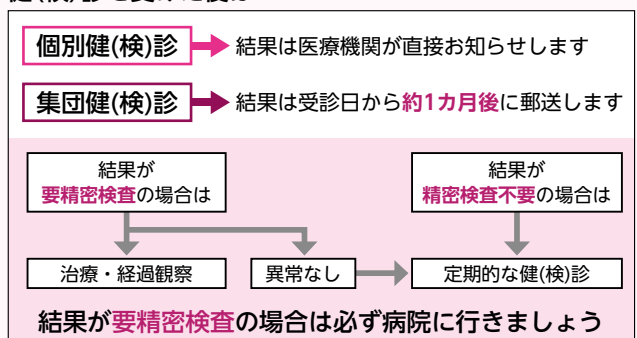 個別健(検)診 結果は医療機関が直接お知らせします
集団健(検)診 結果は受診日から約1カ月後に郵送します
結果が
要精密検査の場合は
結果が
精密検査不要の場合は
治療・経過観察 異常なし 定期的な健(検)診
結果が要精密検査の場合は必ず病院に行きましょう